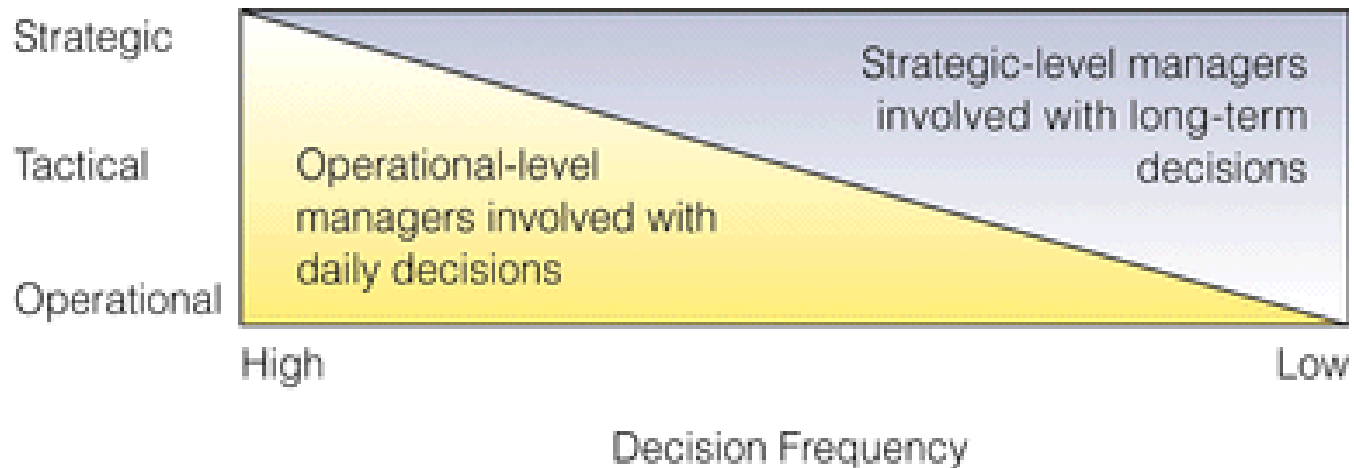 Strategic
Strategic-level managers
involved with long-term
decisions
Tactical
Operational-level
managers involved with
daily decisions
Operational
High
Low
Decision Frequency